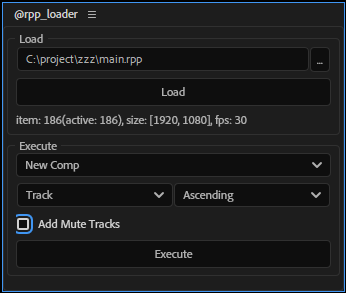 @rpp_loader
Load
C:\project\zzz\main.rpp
...
Load
item: 186(active: 186), size: [1920, 1080], fps: 30
Execute
New Comp
Track
Ascending
Add Mute Tracks
Execute